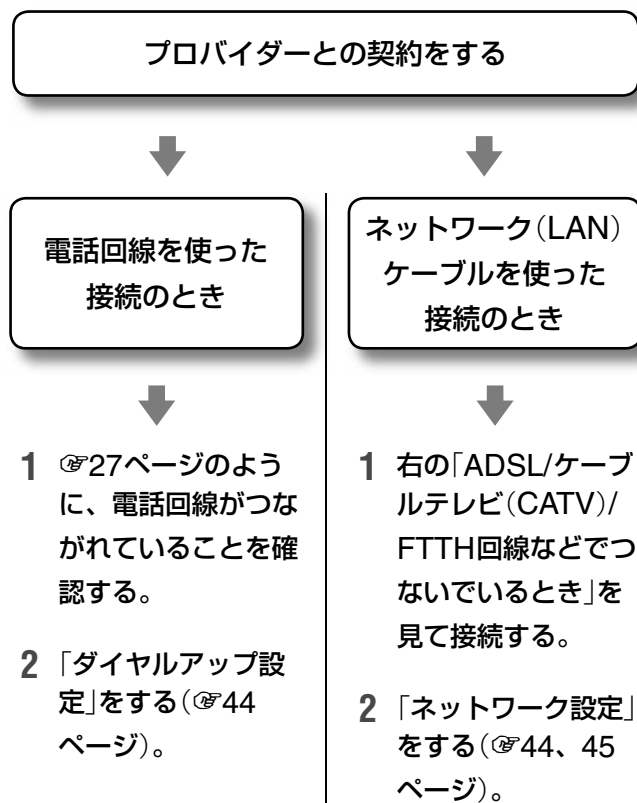 プロバイダーとの契約をする
電話回線を使った
接続のとき
1 ☞27ページのよう
に、電話回線がつな
がれていることを確
認する。
2 「ダイヤルアップ設
定」をする(☞44
ページ)。
ネットワーク(LAN)
ケーブルを使った
接続のとき
1 右の「ADSL/ケーブ
ルテレビ(CATV)/
FTTH回線などでつ
ないでいるとき」を
見て接続する。
2 「ネットワーク設定」
をする(☞44、45
ページ)。